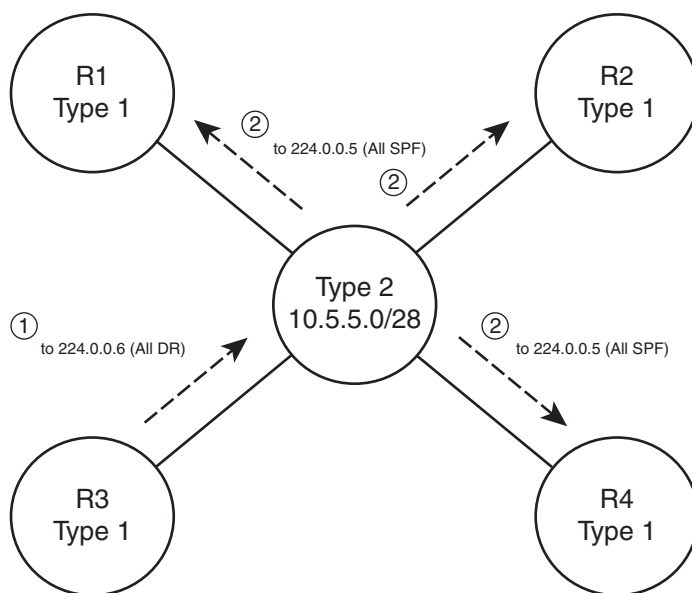 R1
Type 1
R2
Type 1
②
to 224.0.0.5 (All SPF)
②
Type 2
10.5.5.0/28
①
to 224.0.0.6 (All DR)
②
to 224.0.0.5 (All SPF)
R3
Type 1
R4
Type 1